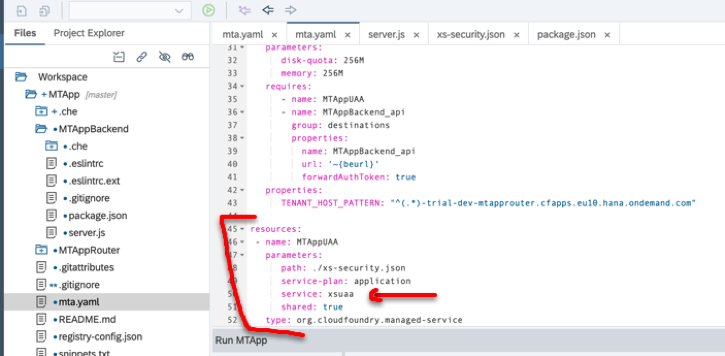 Files
Project Explorer
Workspace
MTApp [master]
.che
MTAppBackend
.che
.eslintrc
.eslintrc.ext
.gitignore
package.json
server.js
MTAppRouter
.gitattributes
.gitignore
mta.yaml
README.md
registry-config.json
snippets.txt
mta.yaml × mta.yaml × server.js × xs-security.json × package.json ×
31 parameters:
32 disk-quota: 256M
33 memory: 256M
34 requires:
35 - name: MTAppUAA
36 - name: MTAppBackend_api
37 group: destinations
38 properties:
39 name: MTAppBackend_api
40 url: '~{beurl}'
41 forwardAuthToken: true
42 properties:
43 TENANT_HOST_PATTERN: "^(.*)-trial-dev-mtapprouter.cfapps.eu10.hana.ondemand.com"
44
45 resources:
46 - name: MTAppUAA
47 parameters:
48 path: ./xs-security.json
49 service-plan: application
50 service: xsuaa
51 shared: true
52 type: org.cloudfoundry.managed-service
Run MTApp